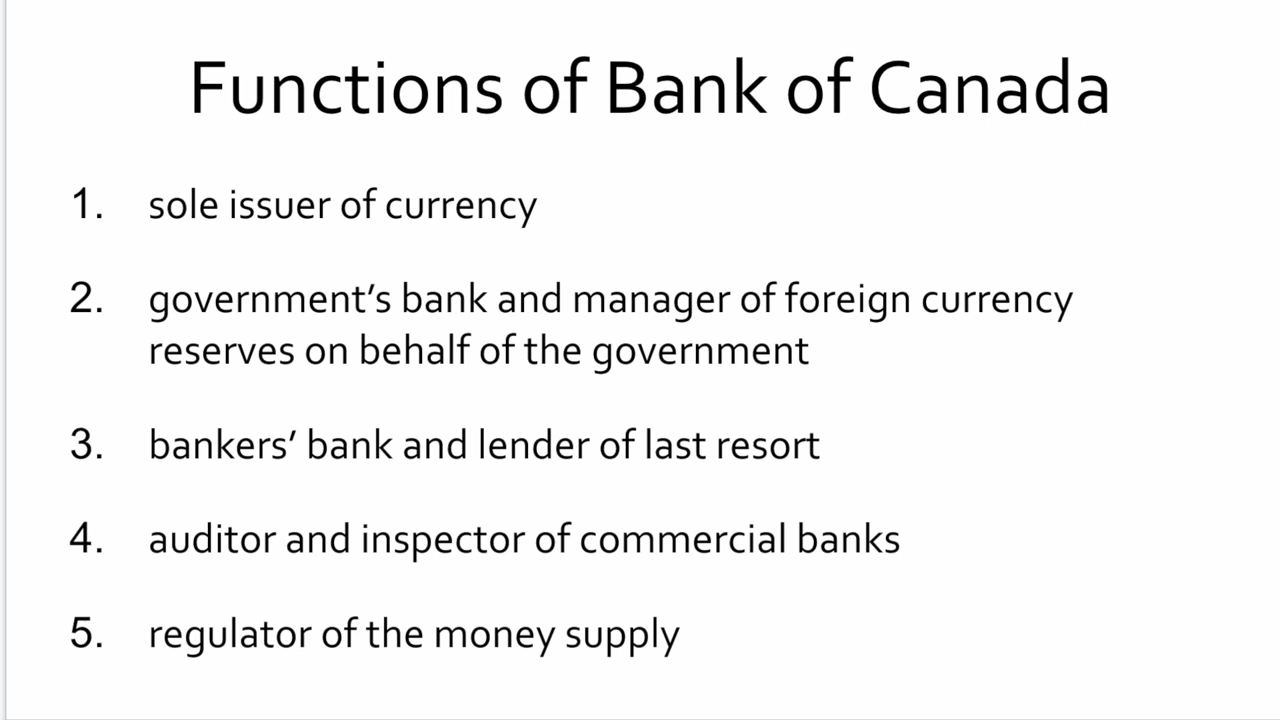 Functions of Bank of Canada
1. sole issuer of currency
2. government’s bank and manager of foreign currency
reserves on behalf of the government
3. bankers’ bank and lender of last resort
4. auditor and inspector of commercial banks
5. regulator of the money supply